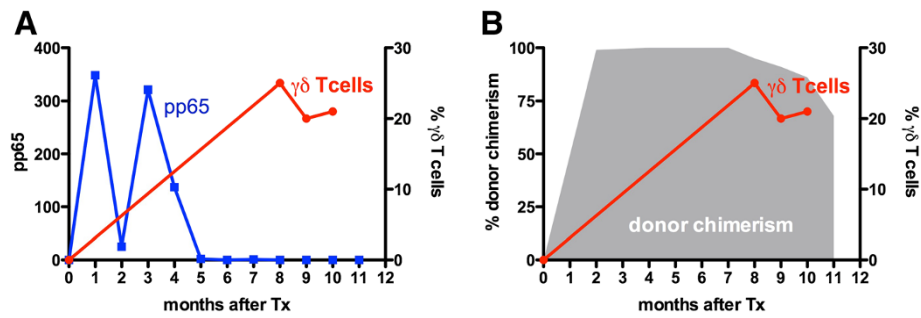 A
400
300
200
100
0
pp65
pp65
γδ Tcells
30
20
10
0
% γδ T cells
0 1 2 3 4 5 6 7 8 9 10 11 12
months after Tx
B
100
75
50
25
0
% donor chimerism
γδ Tcells
donor chimerism
30
20
10
0
% γδ T cells
0 1 2 3 4 5 6 7 8 9 10 11 12
months after Tx